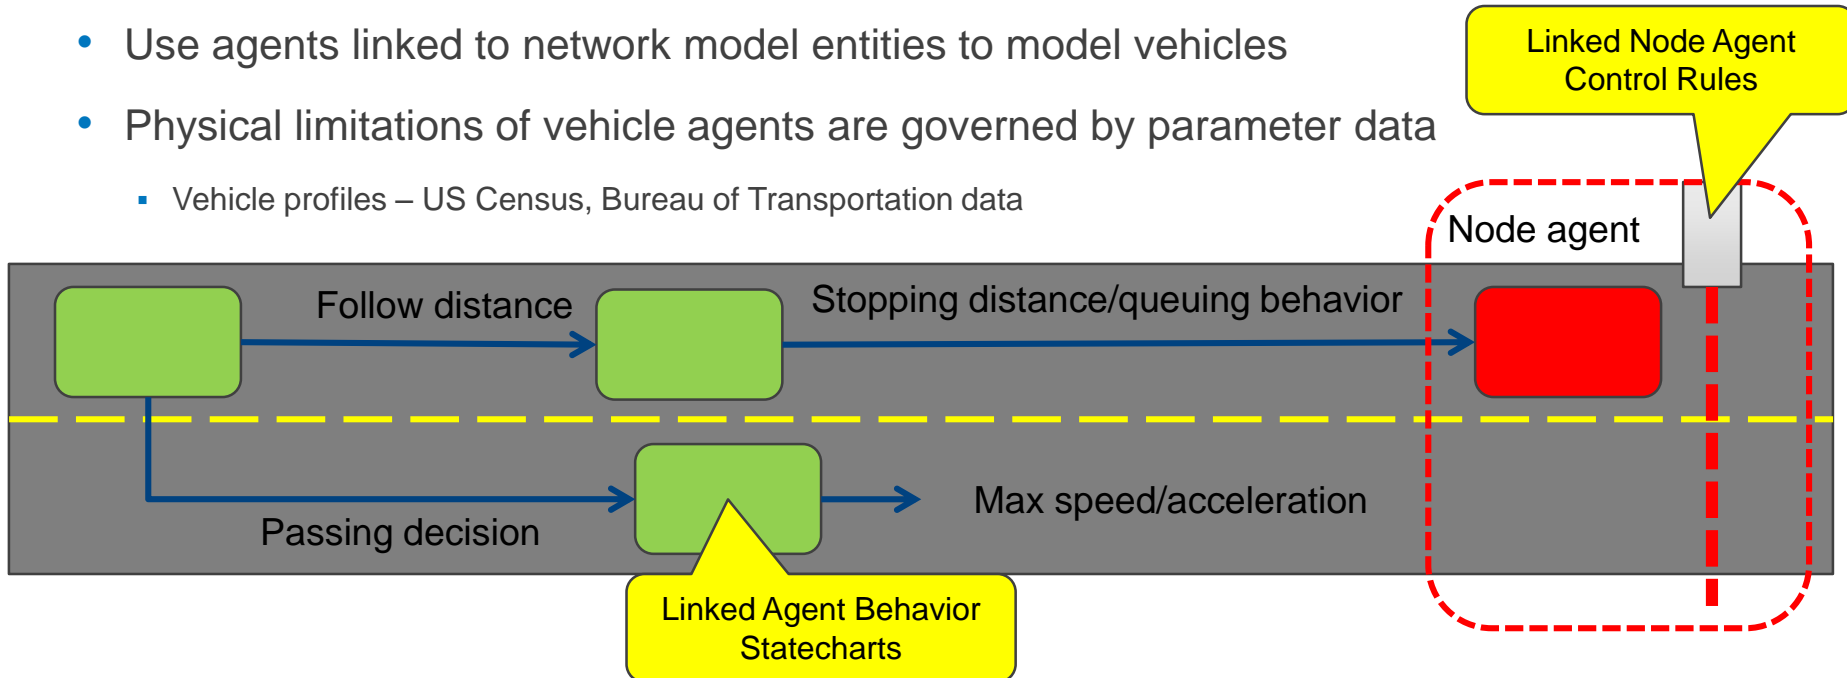 Use agents linked to network model entities to model vehicles
Linked Node Agent
Control Rules
Physical limitations of vehicle agents are governed by parameter data
Vehicle profiles – US Census, Bureau of Transportation data
Node agent
Follow distance
Stopping distance/queuing behavior
Passing decision
Max speed/acceleration
Linked Agent Behavior
Statecharts